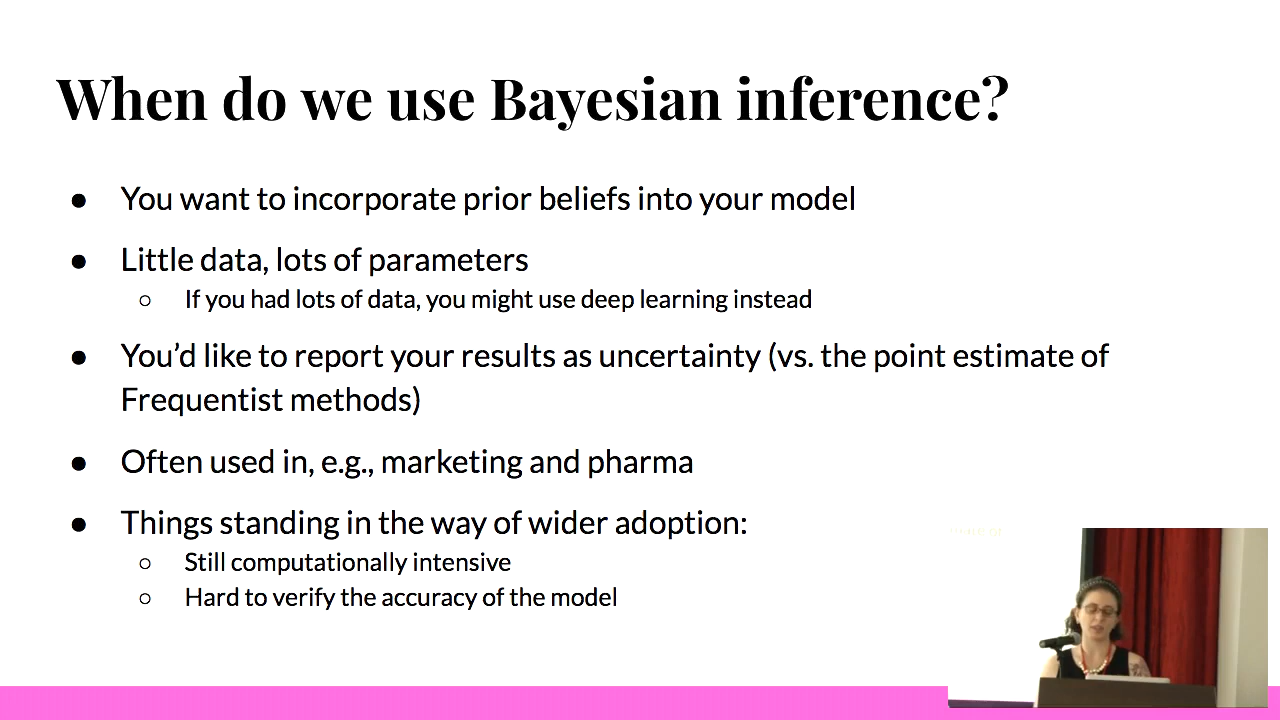 When do we use Bayesian inference?
● You want to incorporate prior beliefs into your model
● Little data, lots of parameters
○ If you had lots of data, you might use deep learning instead
● You’d like to report your results as uncertainty (vs. the point estimate of
Frequentist methods)
● Often used in, e.g., marketing and pharma
● Things standing in the way of wider adoption:
○ Still computationally intensive
○ Hard to verify the accuracy of the model